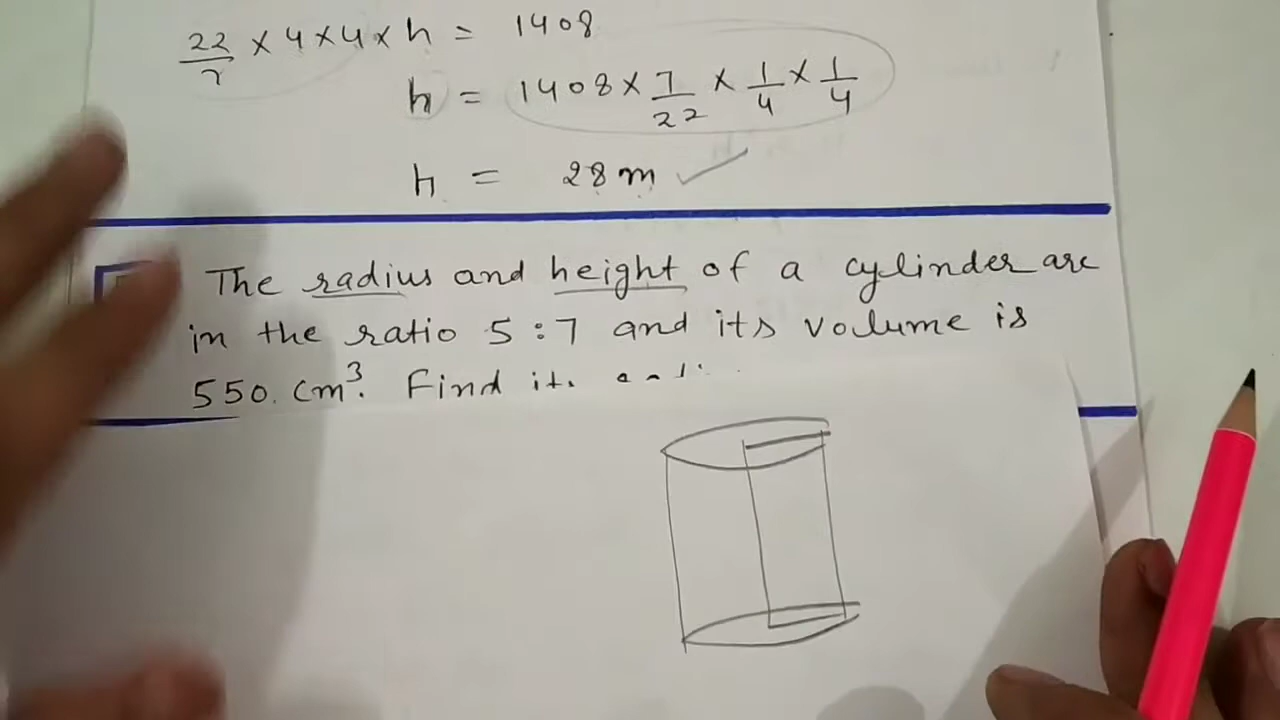 22/7 × 4 × 4 × h = 1408
h = 1408 × 7/22 × 1/4 × 1/4
h = 28 m ✓
The radius and height of a cylinder are
in the ratio 5:7 and its volume is
550 cm³. Find its